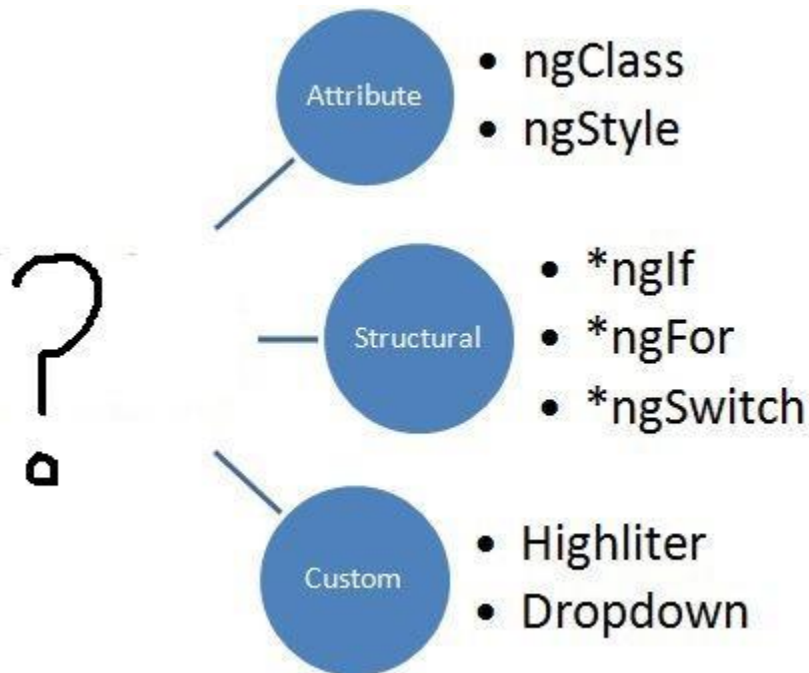 ?
Attribute
• ngClass
• ngStyle
Structural
• *ngIf
• *ngFor
• *ngSwitch
Custom
• Highliter
• Dropdown